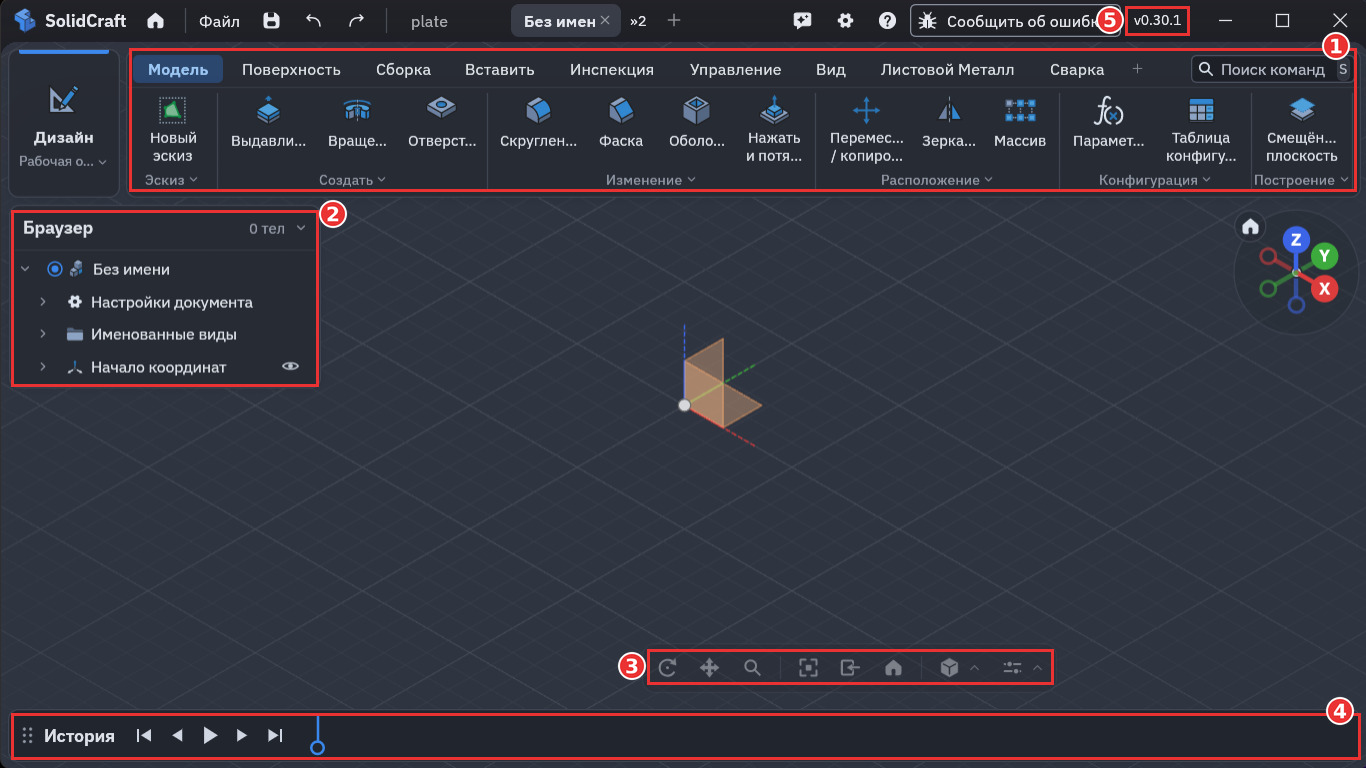 SolidCraft Файл plate Без имен »2 Сообщить об ошибк 5 v0.30.1
1
Модель Поверхность Сборка Вставить Инспекция Управление Вид Листовой Металл Сварка Поиск команд S
Дизайн
Рабочая о...
Новый
эскиз
Выдавли... Враще... Отверст... Скруглен... Фаска Оболо...
Нажать
и потя...
Перемес...
/ копиро...
Зерка... Массив Парамет...
Таблица
конфигу...
Смещён...
плоскость
Эскиз Создать Изменение Расположение Конфигурация Построение
2
Браузер 0 тел
Без имени
Настройки документа
Именованные виды
Начало координат
Z
Y
X
3
4
История